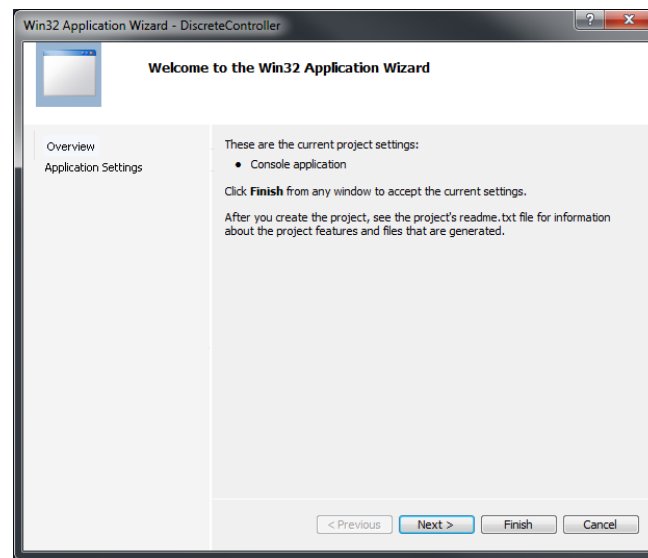 Win32 Application Wizard - DiscreteController
Welcome to the Win32 Application Wizard
Overview
Application Settings
These are the current project settings:
• Console application
Click Finish from any window to accept the current settings.
After you create the project, see the project's readme.txt file for information
about the project features and files that are generated.
< Previous
Next >
Finish
Cancel